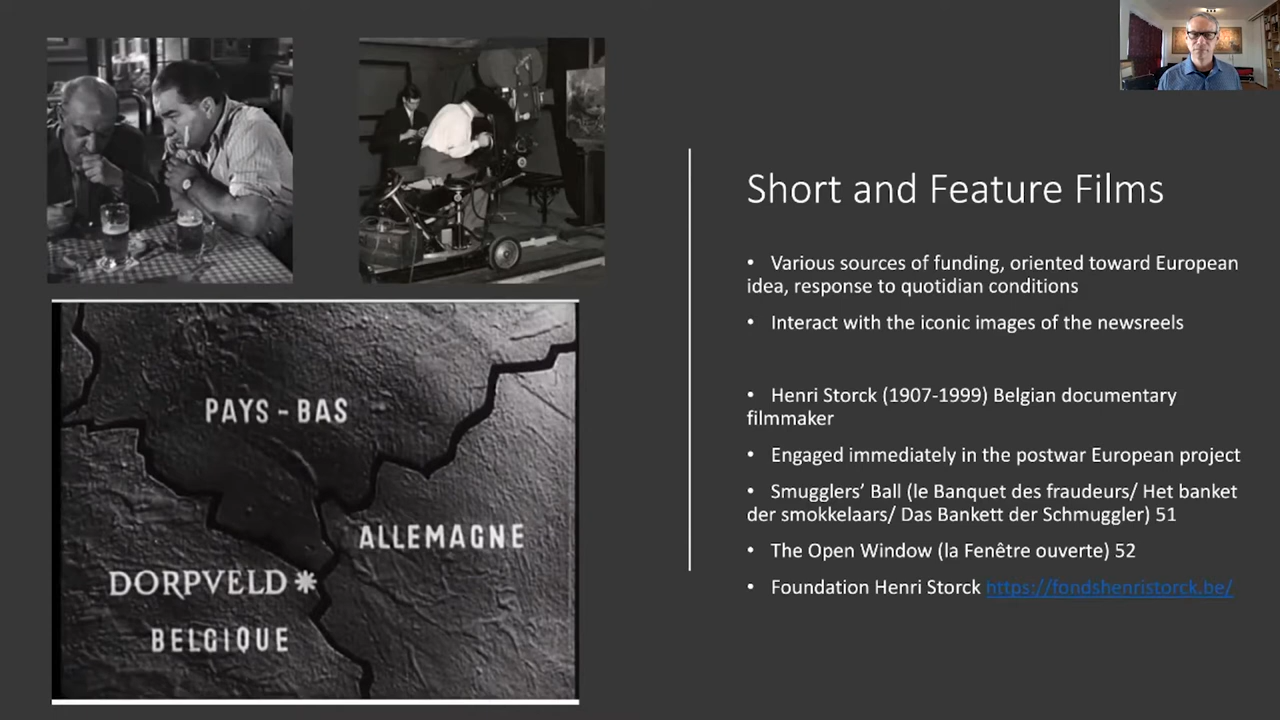 Short and Feature Films
• Various sources of funding, oriented toward European
idea, response to quotidian conditions
• Interact with the iconic images of the newsreels
• Henri Storck (1907-1999) Belgian documentary
filmmaker
• Engaged immediately in the postwar European project
• Smugglers’ Ball (le Banquet des fraudeurs/ Het banket
der smokkelaars/ Das Bankett der Schmuggler) 51
• The Open Window (la Fenêtre ouverte) 52
• Foundation Henri Storck https://fondshenristorck.be/
PAYS-BAS
ALLEMAGNE
DORPVELD*
BELGIQUE